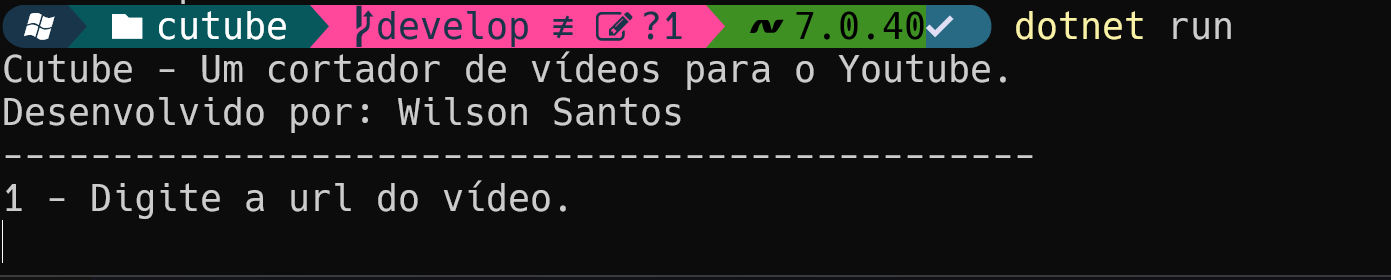 cutube develop ≢ ?1 7.0.40 dotnet run
Cutube - Um cortador de vídeos para o Youtube.
Desenvolvido por: Wilson Santos
-----------------------------------------------
1 - Digite a url do vídeo.